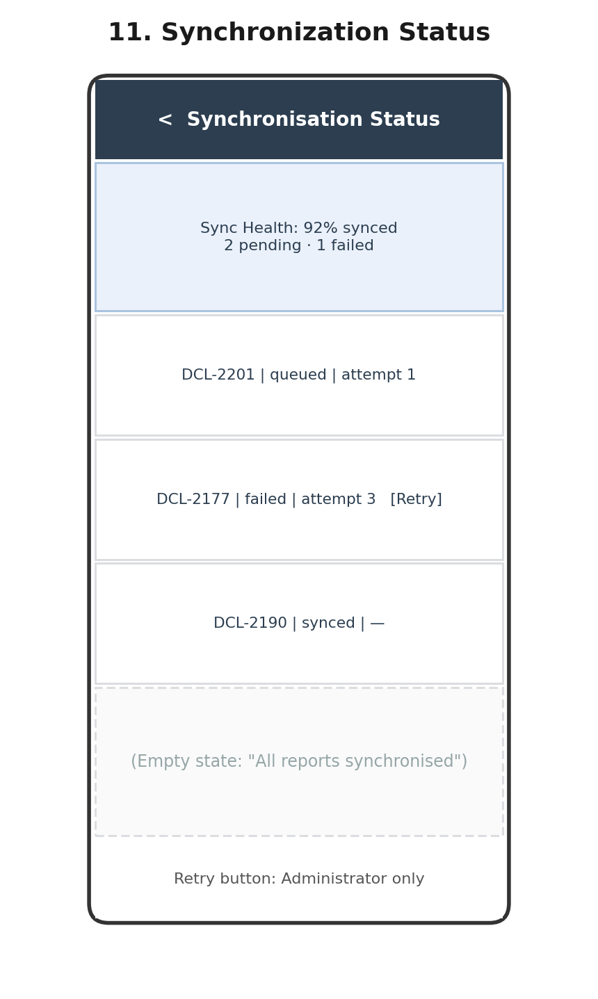 11. Synchronization Status
< Synchronisation Status
Sync Health: 92% synced
2 pending · 1 failed
DCL-2201 | queued | attempt 1
DCL-2177 | failed | attempt 3 [Retry]
DCL-2190 | synced | —
(Empty state: "All reports synchronised")
Retry button: Administrator only